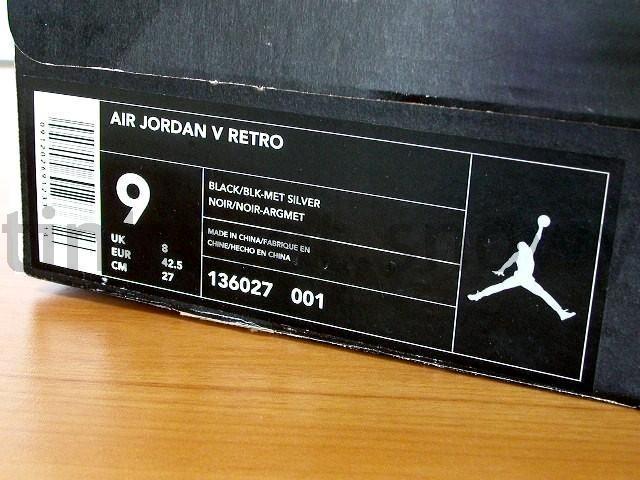 AIR JORDAN V RETRO
9
UK 8
EUR 42.5
CM 27
BLACK/BLK-MET SILVER
NOIR/NOIR-ARGMET
MADE IN CHINA/FABRIQUE EN
CHINE/HECHO EN CHINA
136027 001